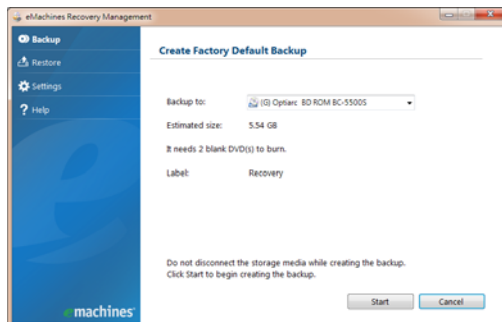 eMachines Recovery Management
Backup
Restore
Settings
Help
Create Factory Default Backup
Backup to: (G) Optiarc BD ROM BC-5500S
Estimated size: 5.54 GB
It needs 2 blank DVD(s) to burn.
Label: Recovery
Do not disconnect the storage media while creating the backup.
Click Start to begin creating the backup.
Start Cancel
emachines